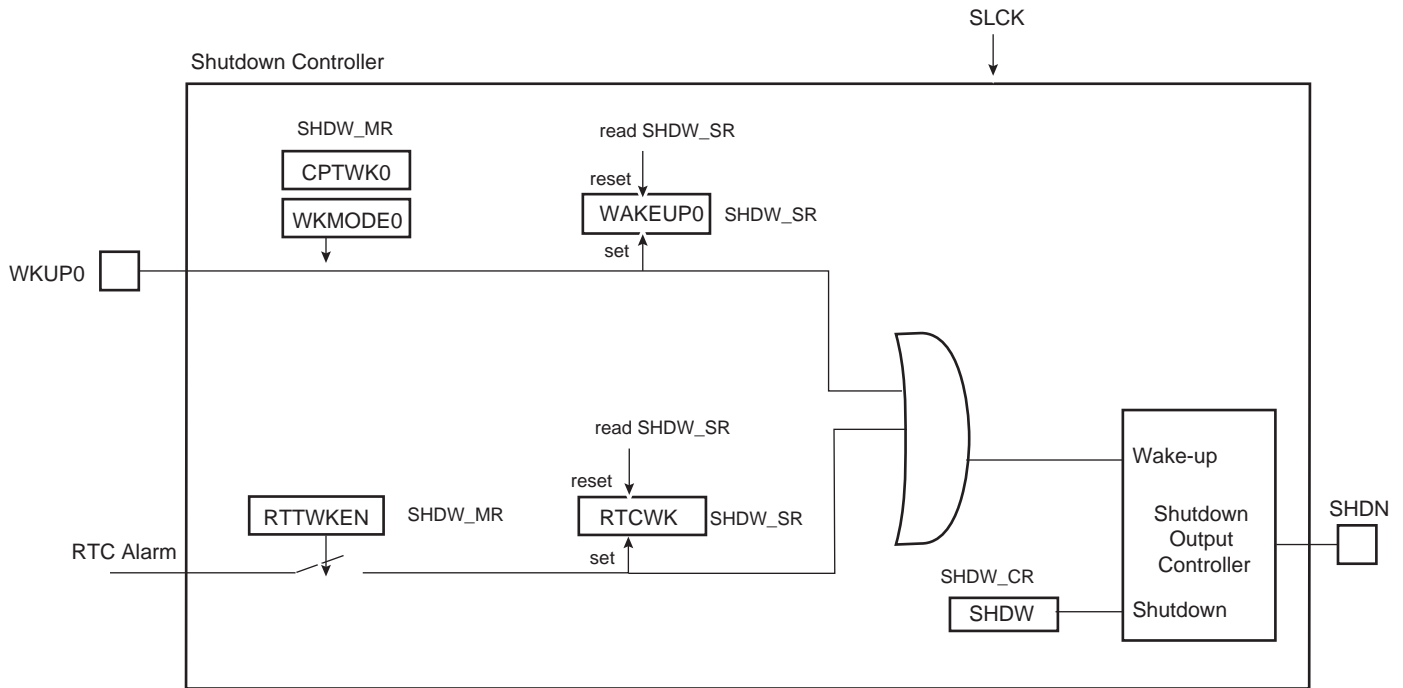 SLCK
Shutdown Controller
SHDW_MR
CPTWK0
WKMODE0
read SHDW_SR
reset
WAKEUP0
SHDW_SR
set
WKUP0
read SHDW_SR
reset
RTTWKEN
SHDW_MR
RTCWK
SHDW_SR
set
RTC Alarm
Wake-up
Shutdown
Output
Controller
SHDN
SHDW_CR
SHDW
Shutdown